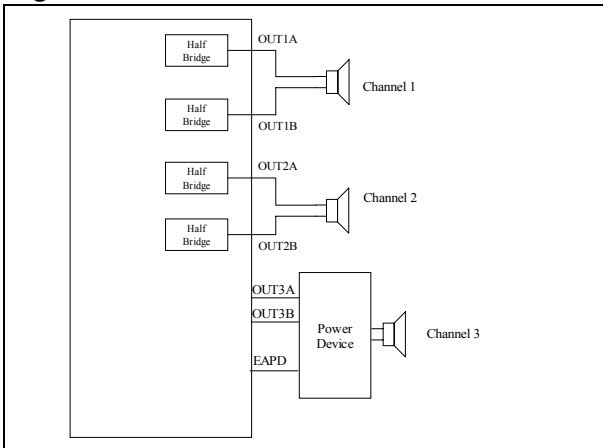 Half
Bridge
OUT1A
Channel 1
Half
Bridge
OUT1B
Half
Bridge
OUT2A
Channel 2
Half
Bridge
OUT2B
OUT3A
OUT3B
Power
Device
Channel 3
EAPD